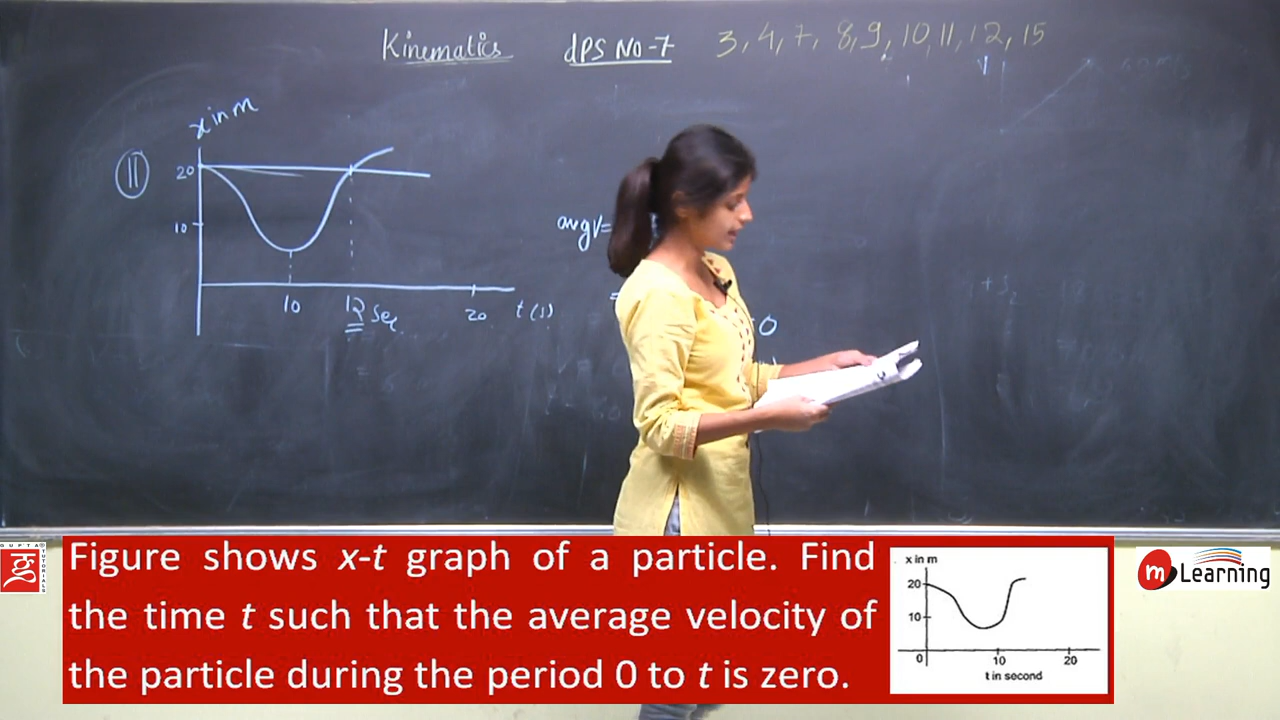 Kinematics dPS No-7 3, 4, 7, 8, 9, 10, 11, 12, 15
x in m
11
20
10
10 12 Sec 20 t(s)
avg v=
=
0
Figure shows x-t graph of a particle. Find
the time t such that the average velocity of
the particle during the period 0 to t is zero.
x in m
20
10
0 10 20
t in second
GUPTA TUTORIALS
m Learning